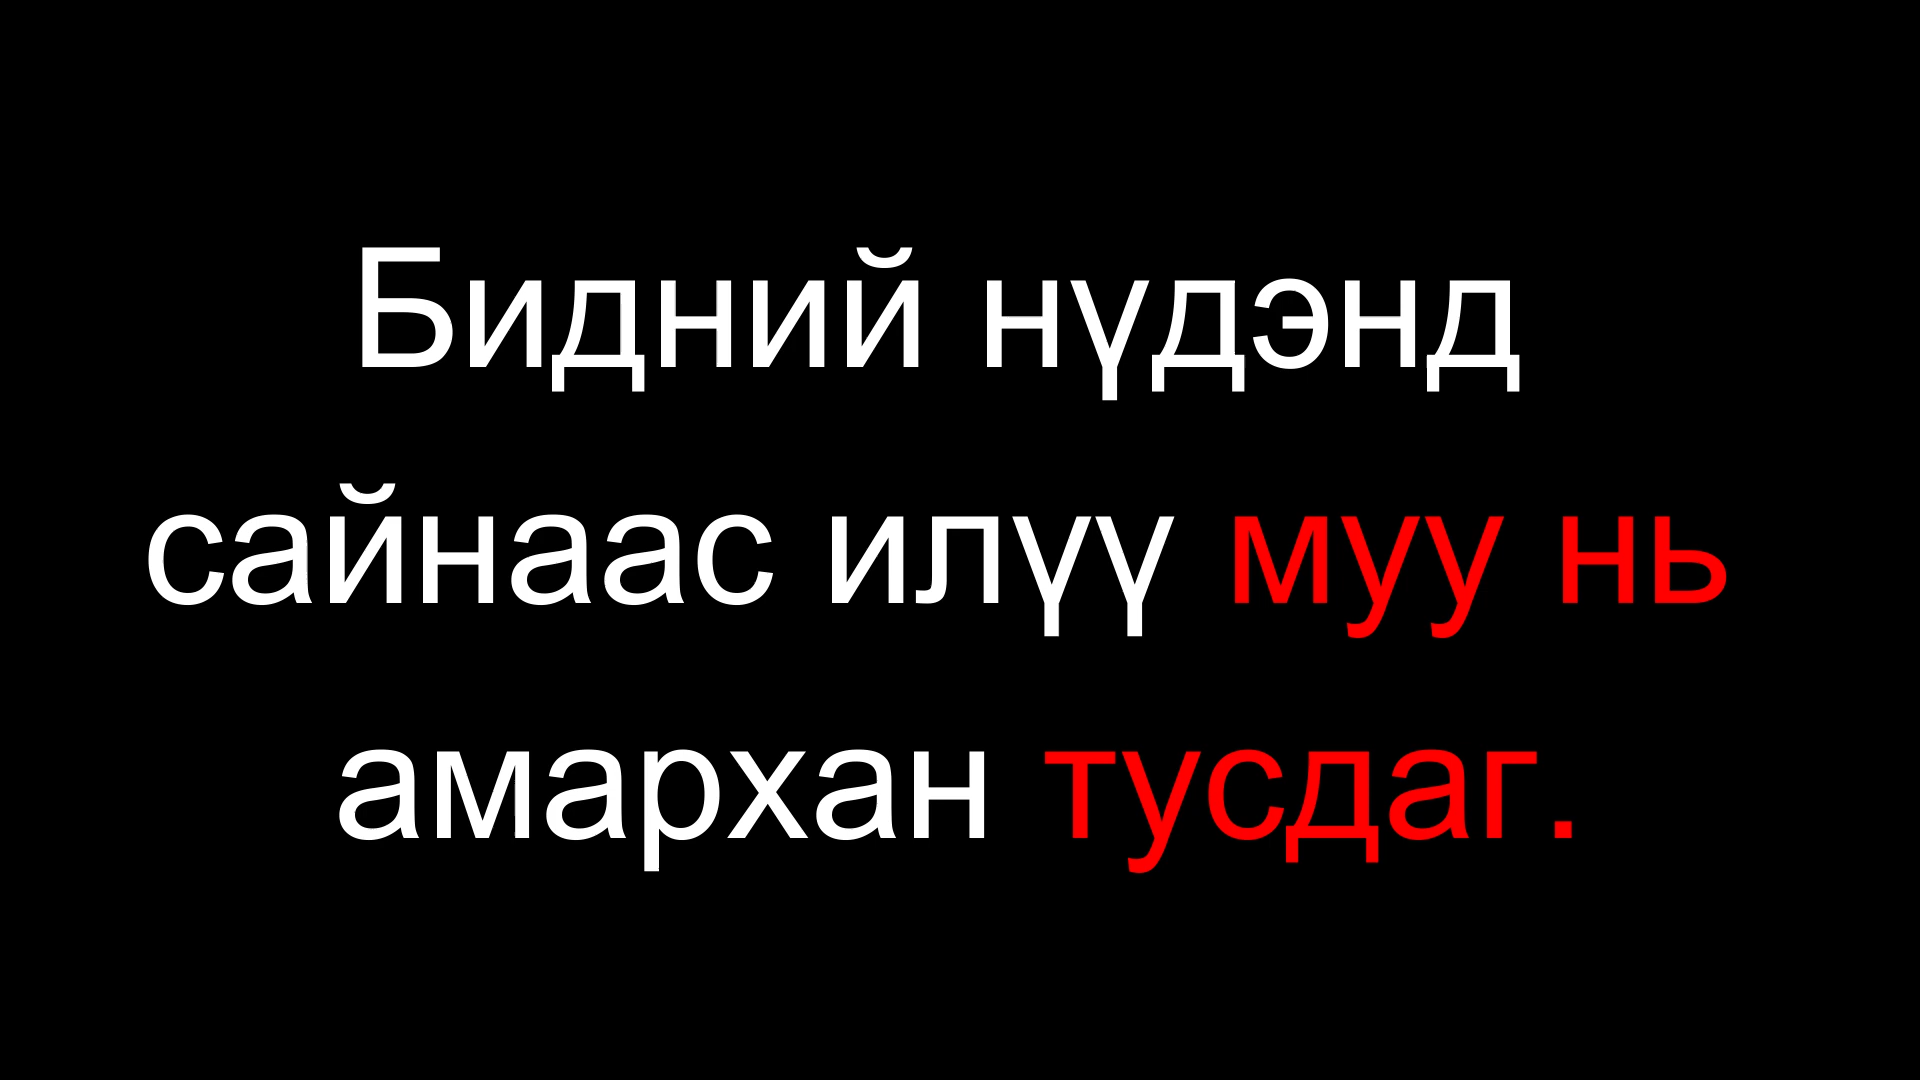 Бидний нүдэнд
сайнаас илүү муу нь
амархан тусдаг.